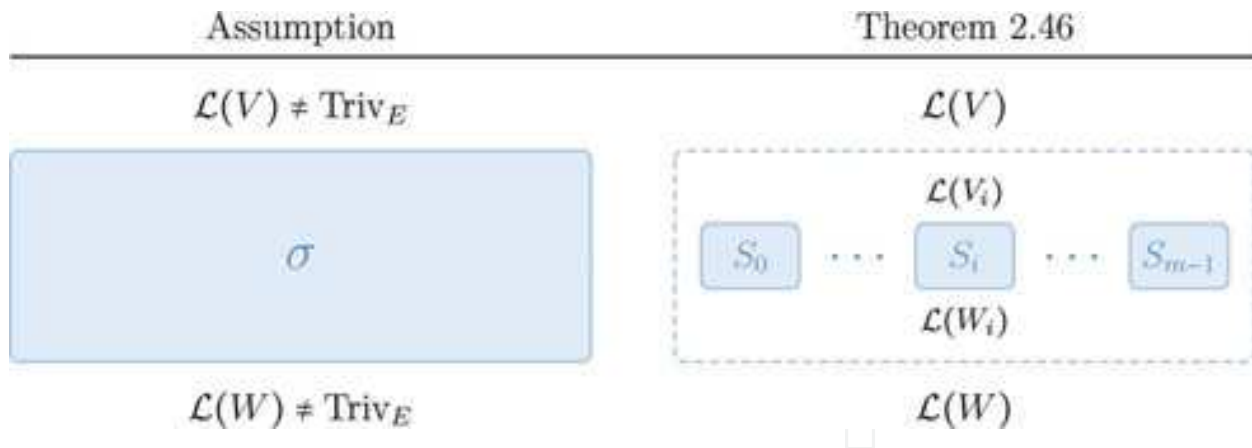 Assumption Theorem 2.46
ℒ(V) ≠ Triv_E ℒ(V)
ℒ(V_i)
σ S_0 ··· S_i ··· S_{m−1}
ℒ(W_i)
ℒ(W) ≠ Triv_E ℒ(W)